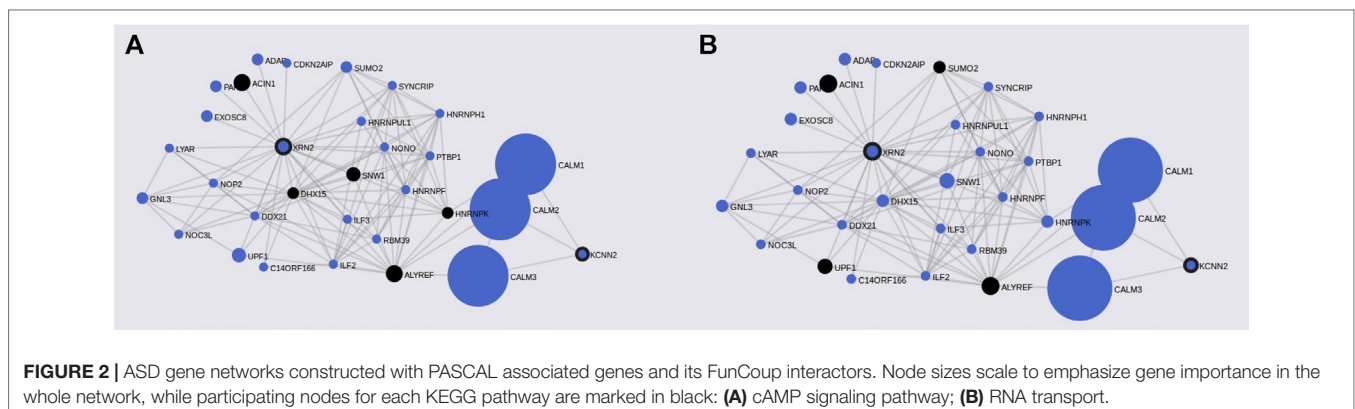 A
ADAR
CDKN2AIP
SUMO2
ACIN1
SYNCRIP
EXOSC8
HNRNPH1
HNRNPUL1
LYAR
XRN2
NONO
PTBP1
CALM1
SNW1
NOP2
DHX15
HNRNPF
GNL3
DDX21
ILF3
HNRNPK
CALM2
NOC3L
RBM39
UPF1
C14ORF166
ILF2
ALYREF
KCNN2
CALM3
B
CDKN2AIP
SUMO2
ACIN1
SYNCRIP
EXOSC8
HNRNPH1
HNRNPUL1
LYAR
XRN2
NONO
PTBP1
CALM1
SNW1
NOP2
DHX15
HNRNPF
GNL3
DDX21
ILF3
HNRNPK
CALM2
NOC3L
RBM39
UPF1
C14ORF166
ILF2
ALYREF
KCNN2
CALM3
FIGURE 2 | ASD gene networks constructed with PASCAL associated genes and its FunCoup interactors. Node sizes scale to emphasize gene importance in the
whole network, while participating nodes for each KEGG pathway are marked in black: (A) cAMP signaling pathway; (B) RNA transport.